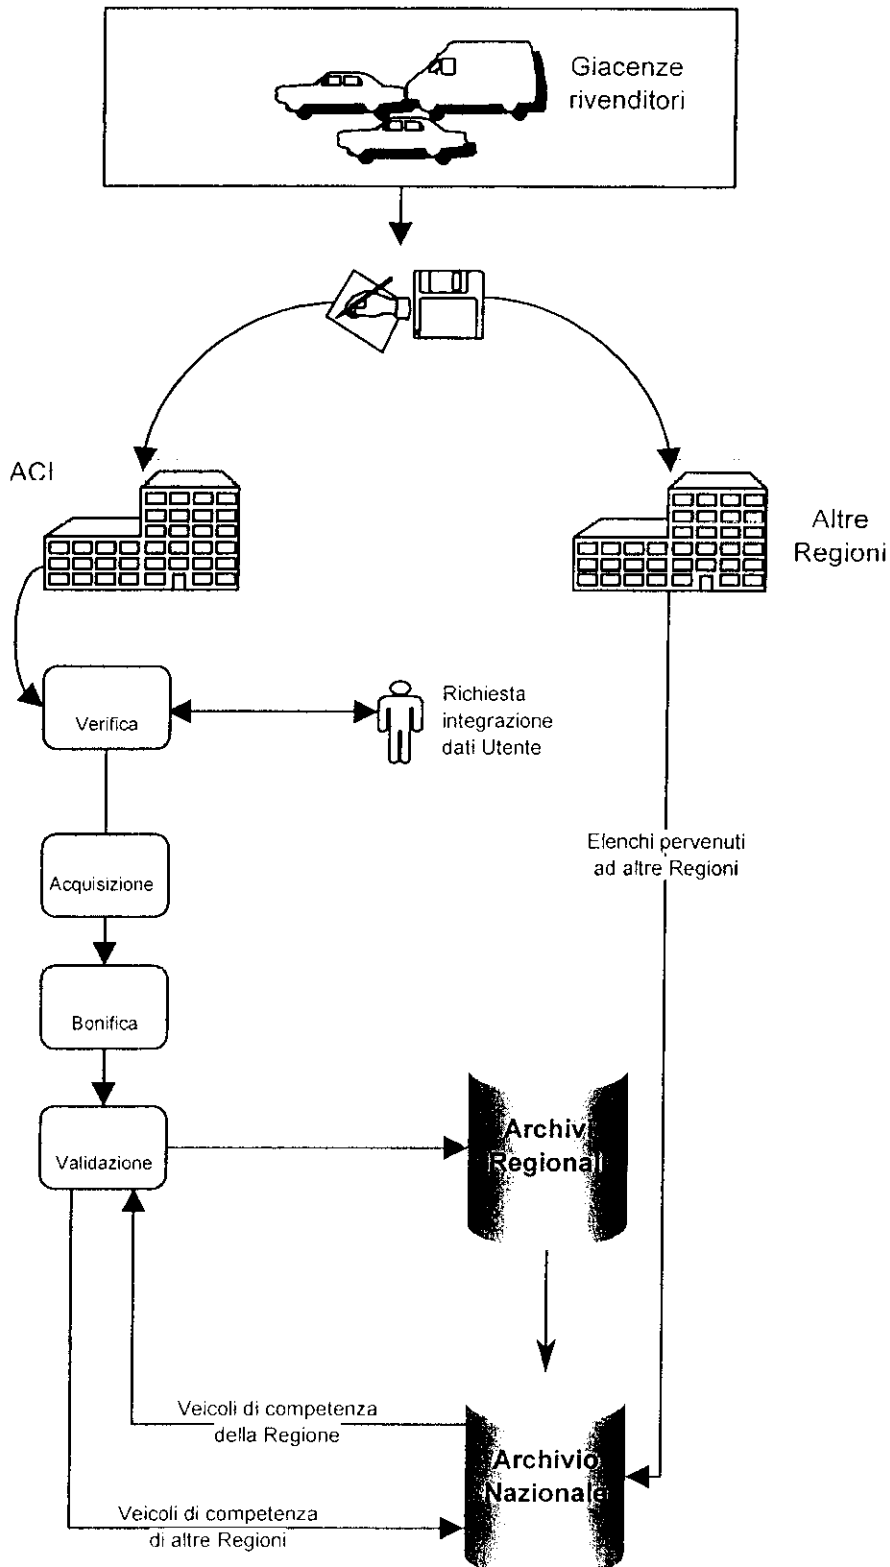 Giacenze
rivenditori
ACI
Altre
Regioni
Verifica
Richiesta
integrazione
dati Utente
Acquisizione
Elenchi pervenuti
ad altre Regioni
Bonifica
Validazione
Archivi
Regionali
Veicoli di competenza
della Regione
Archivio
Nazionale
Veicoli di competenza
di altre Regioni